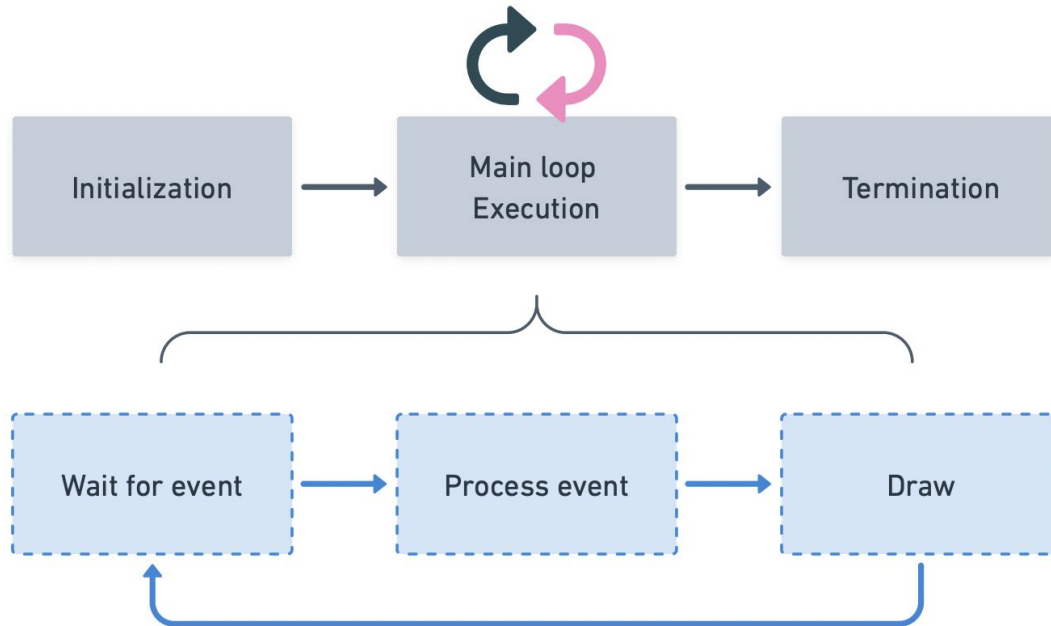 Initialization
Main loop
Execution
Termination
Wait for event
Process event
Draw